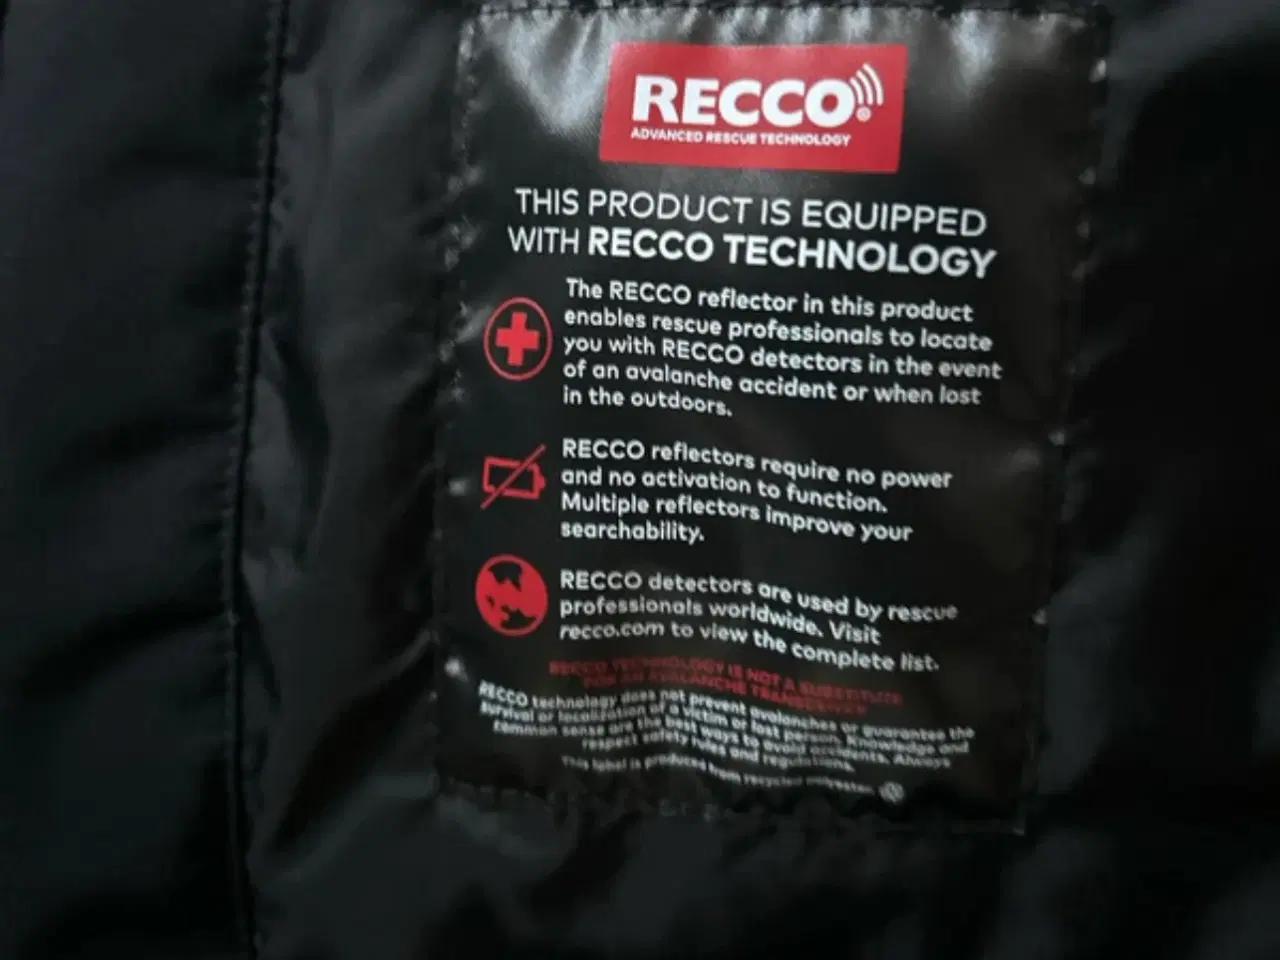 RECCO®
ADVANCED RESCUE TECHNOLOGY
THIS PRODUCT IS EQUIPPED
WITH RECCO TECHNOLOGY
The RECCO reflector in this product
enables rescue professionals to locate
you with RECCO detectors in the event
of an avalanche accident or when lost
in the outdoors.
RECCO reflectors require no power
and no activation to function.
Multiple reflectors improve your
searchability.
RECCO detectors are used by rescue
professionals worldwide. Visit
recco.com to view the complete list.
RECCO TECHNOLOGY IS NOT A SUBSTITUTE
FOR AN AVALANCHE TRANSCEIVER
RECCO technology does not prevent avalanches or guarantee the
survival or localization of a victim or lost person. Knowledge and
common sense are the best ways to avoid accidents. Always
respect safety rules and regulations.
This label is produced from recycled polyester.